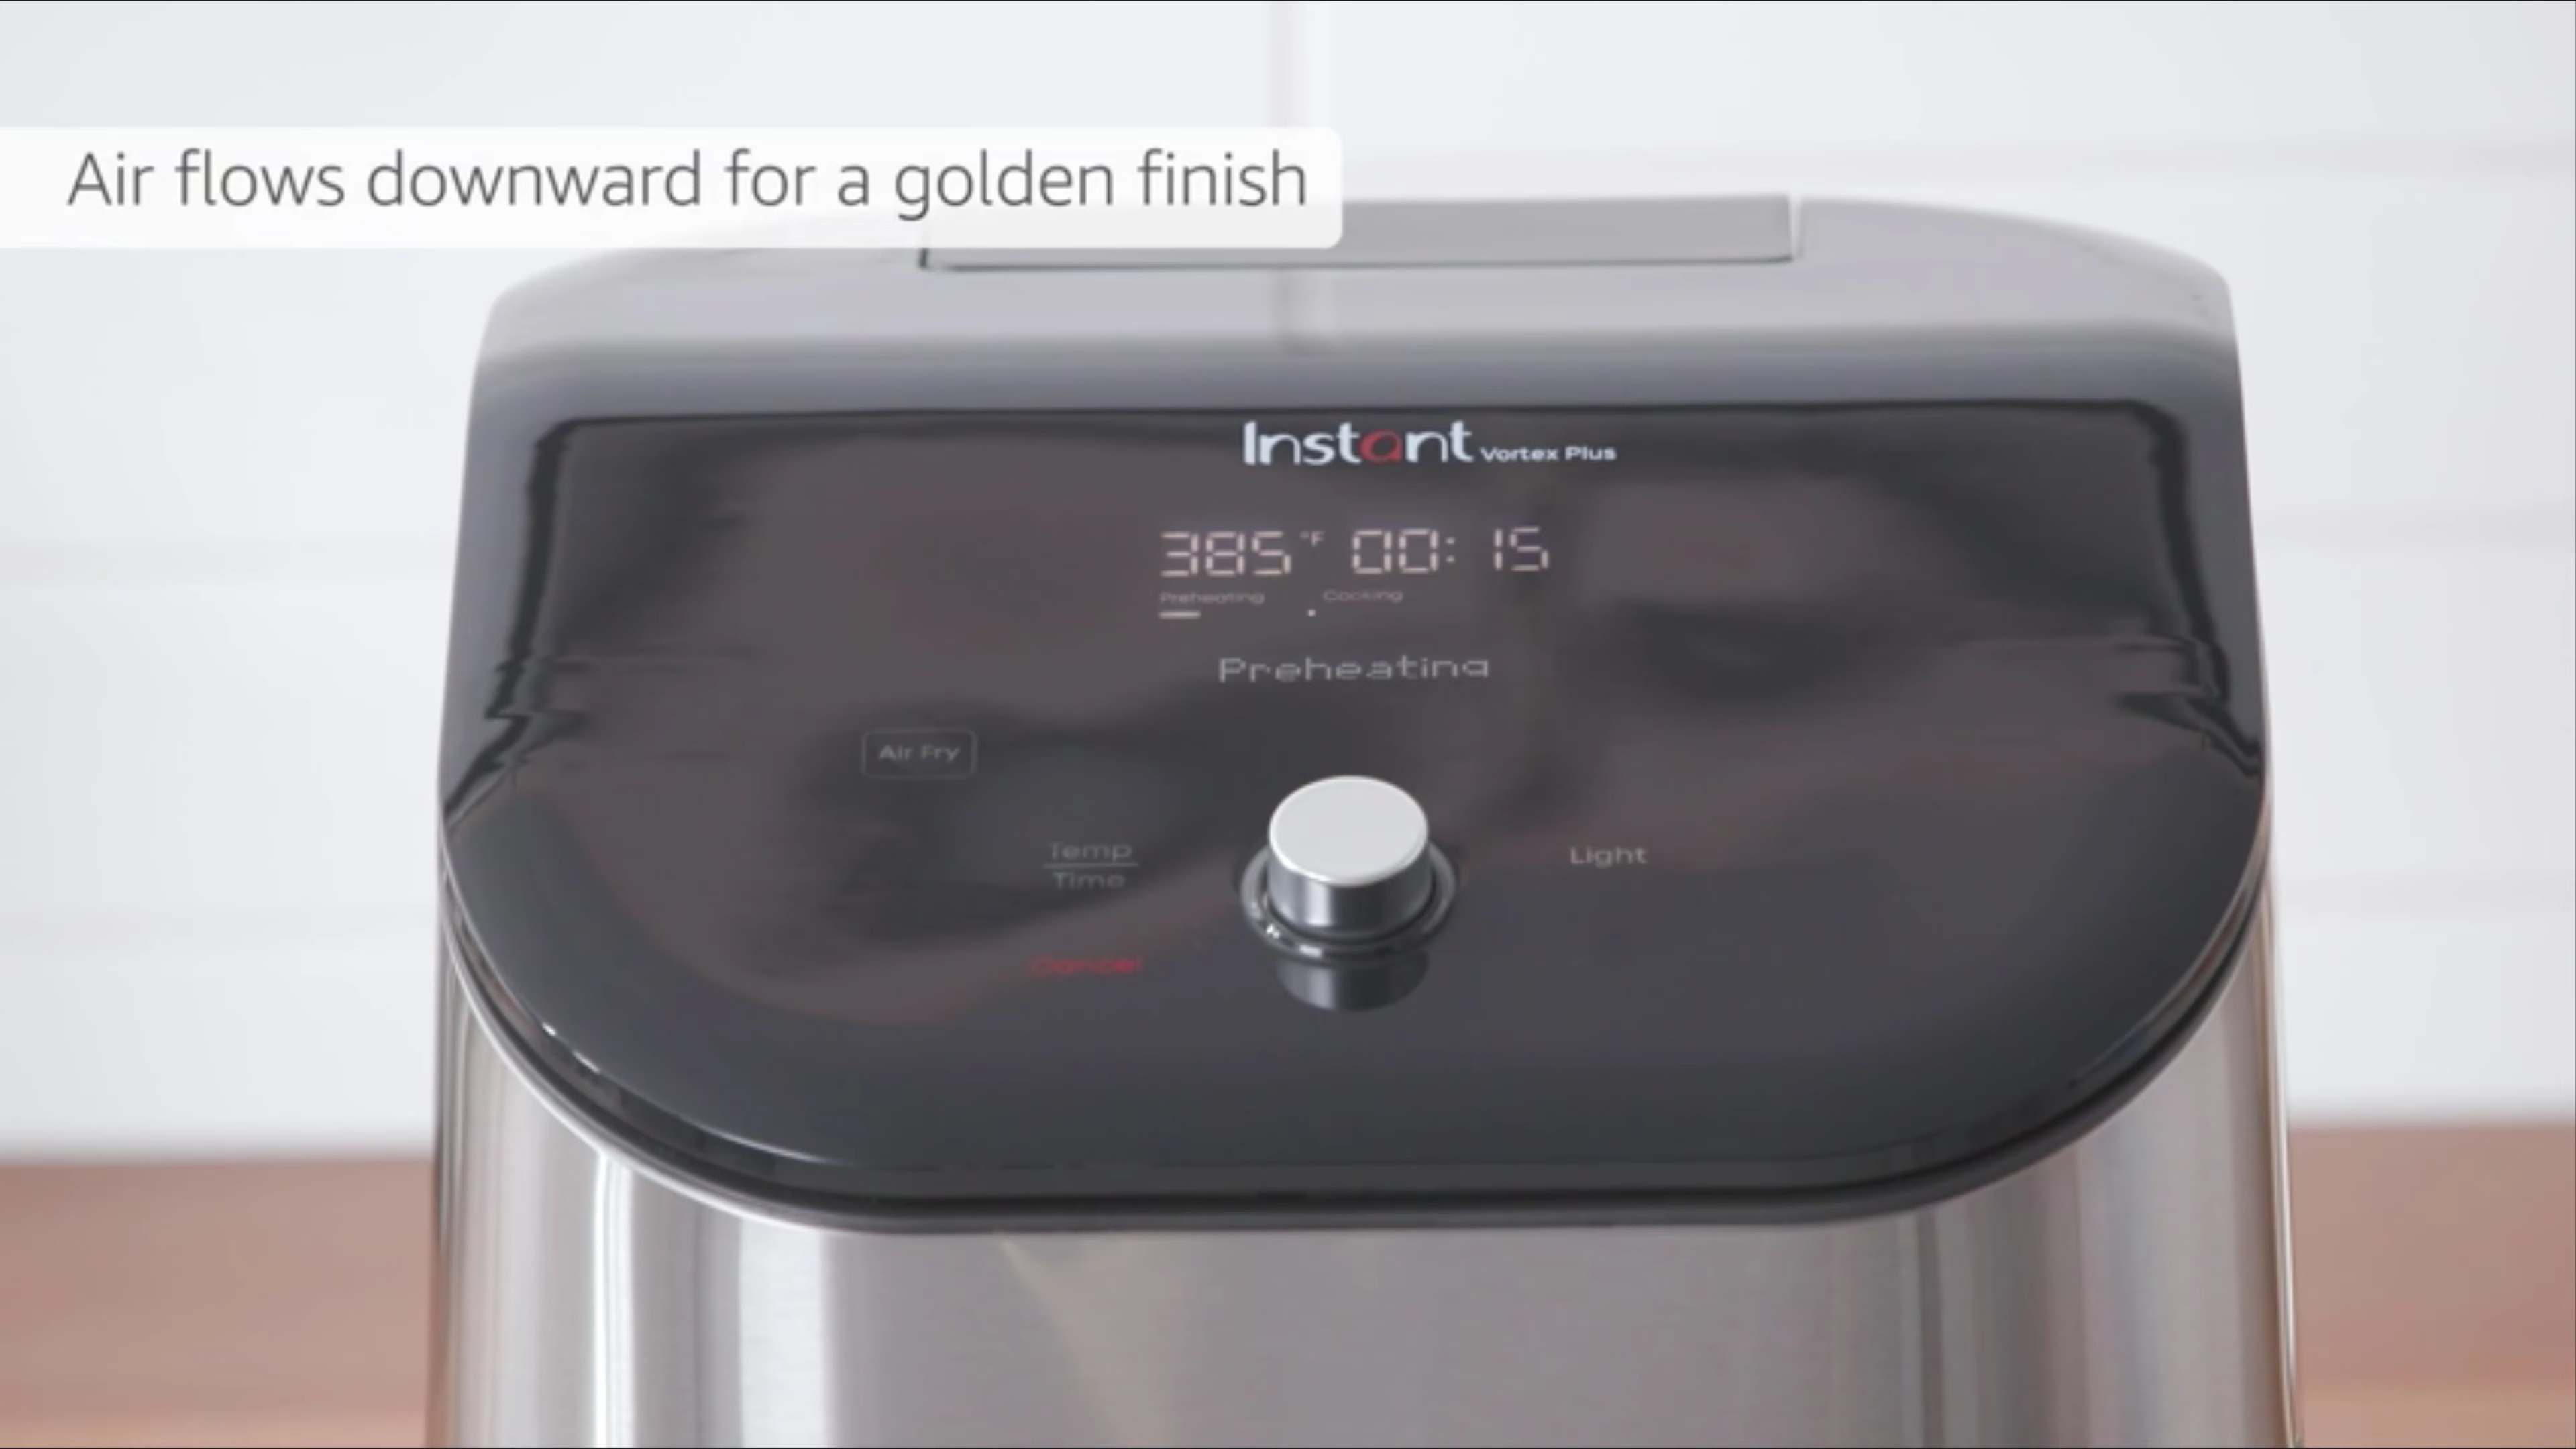 Air flows downward for a golden finish
Instant Vortex Plus
385 °F 00:15
Preheating Cooking
Preheating
Air Fry
Temp
Time
Light
Cancel